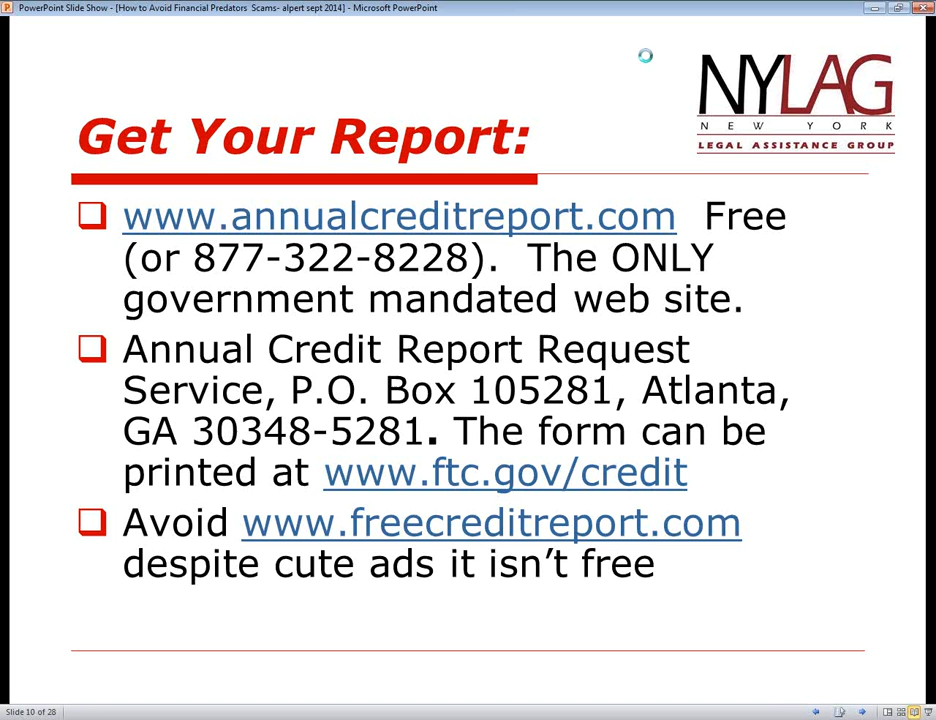 PowerPoint Slide Show - [How to Avoid Financial Predators  Scams- alpert sept 2014] - Microsoft PowerPoint
NYLAG
NEW YORK
LEGAL ASSISTANCE GROUP
Get Your Report:
www.annualcreditreport.com  Free
(or 877-322-8228).  The ONLY
government mandated web site.
Annual Credit Report Request
Service, P.O. Box 105281, Atlanta,
GA 30348-5281. The form can be
printed at www.ftc.gov/credit
Avoid www.freecreditreport.com
despite cute ads it isn’t free
Slide 10 of 28